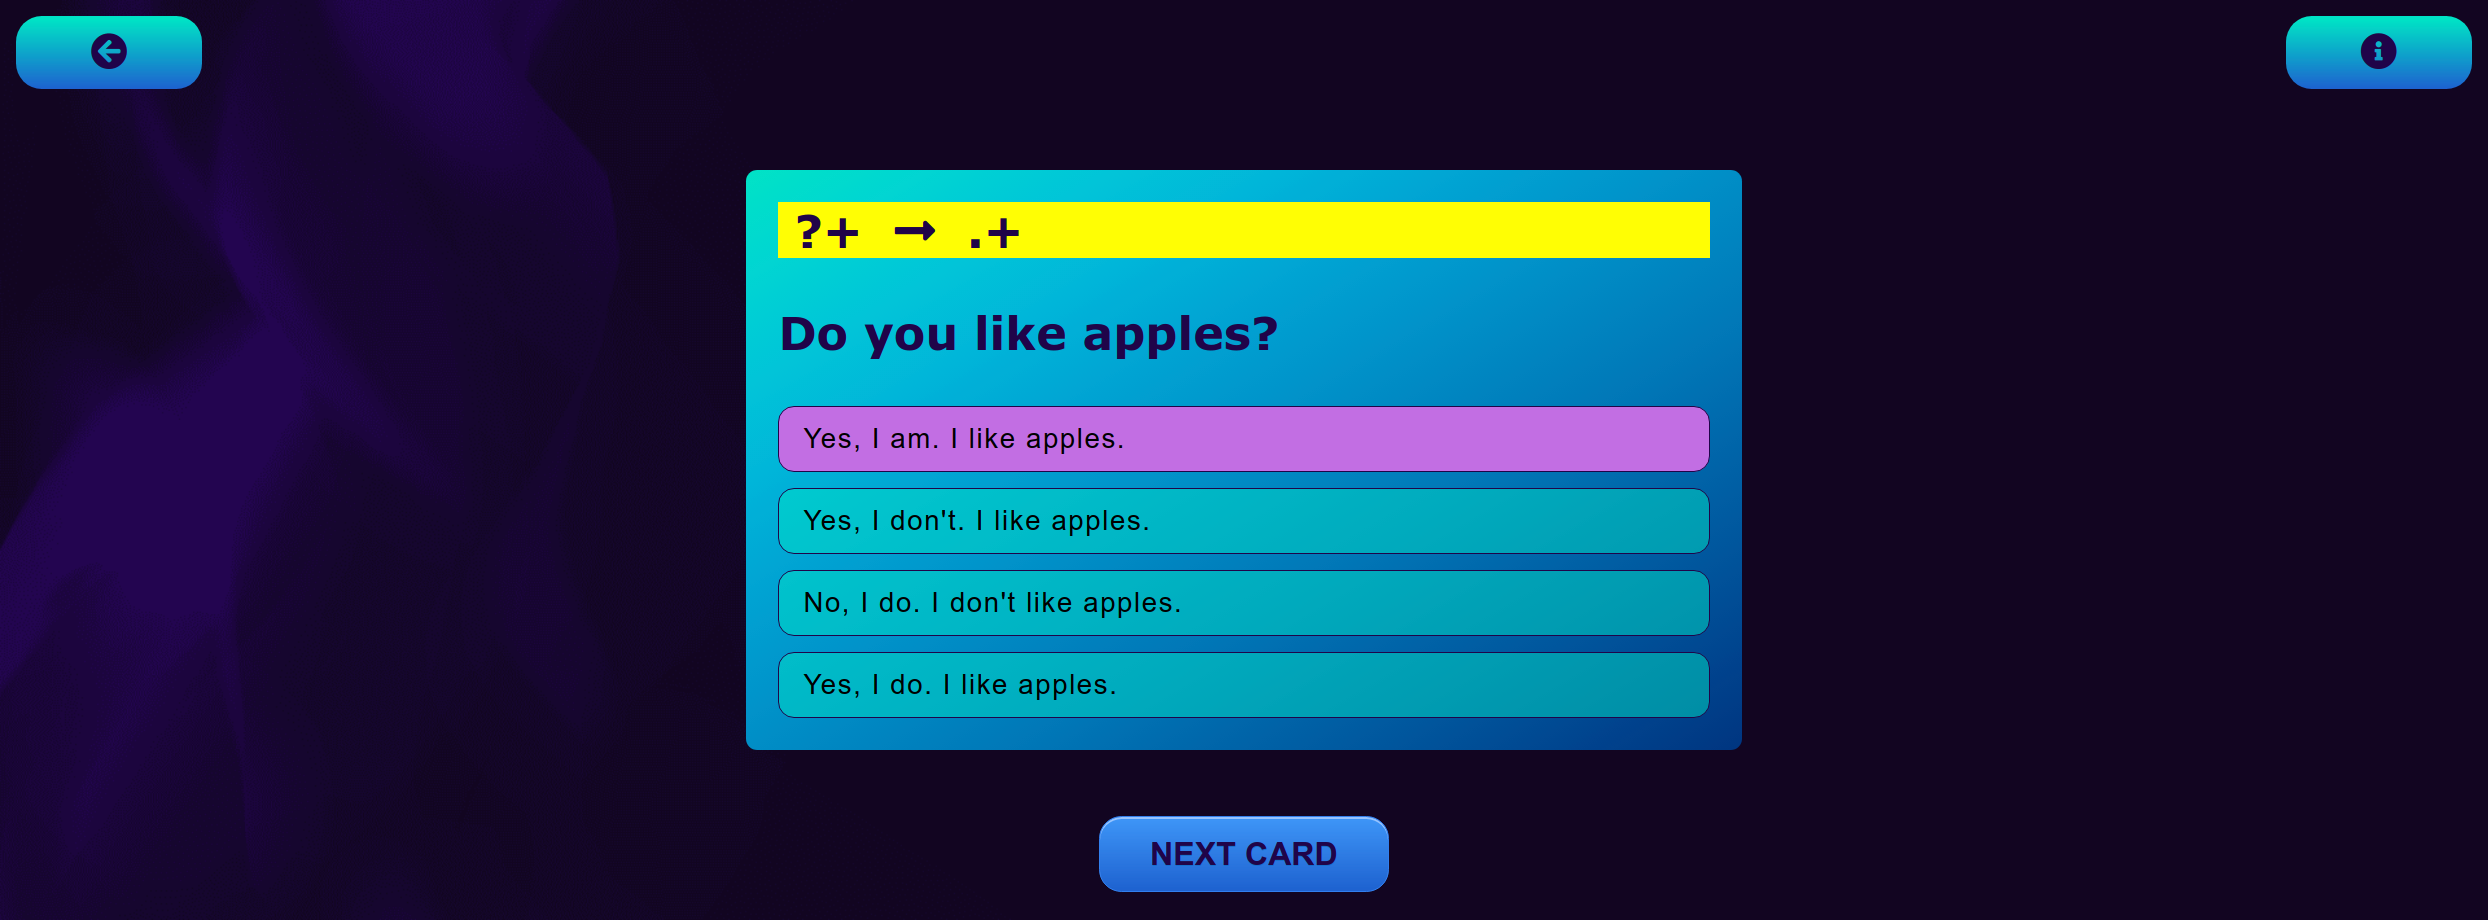 ?+ → .+
Do you like apples?
Yes, I am. I like apples.
Yes, I don't. I like apples.
No, I do. I don't like apples.
Yes, I do. I like apples.
NEXT CARD